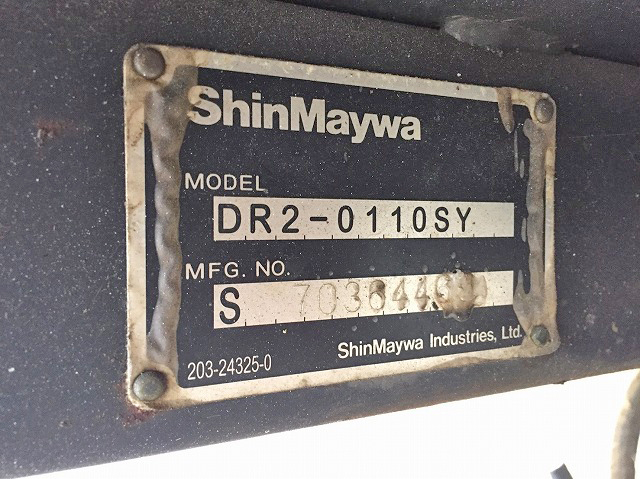 ShinMaywa
MODEL
DR2-0110SY
MFG. NO.
S
203-24325-0
ShinMaywa Industries, Ltd.